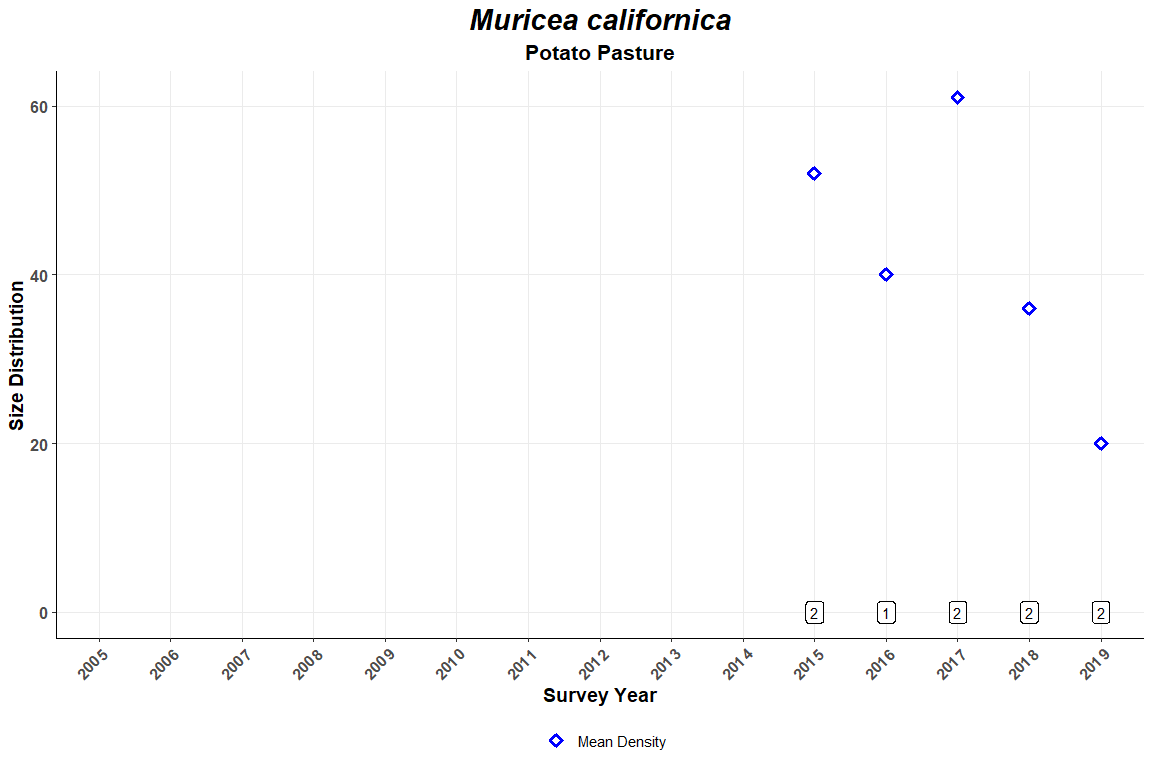 Muricea californica
Potato Pasture
Size Distribution
60
40
20
0
2 1 2 2 2
2005 2006 2007 2008 2009 2010 2011 2012 2013 2014 2015 2016 2017 2018 2019
Survey Year
Mean Density